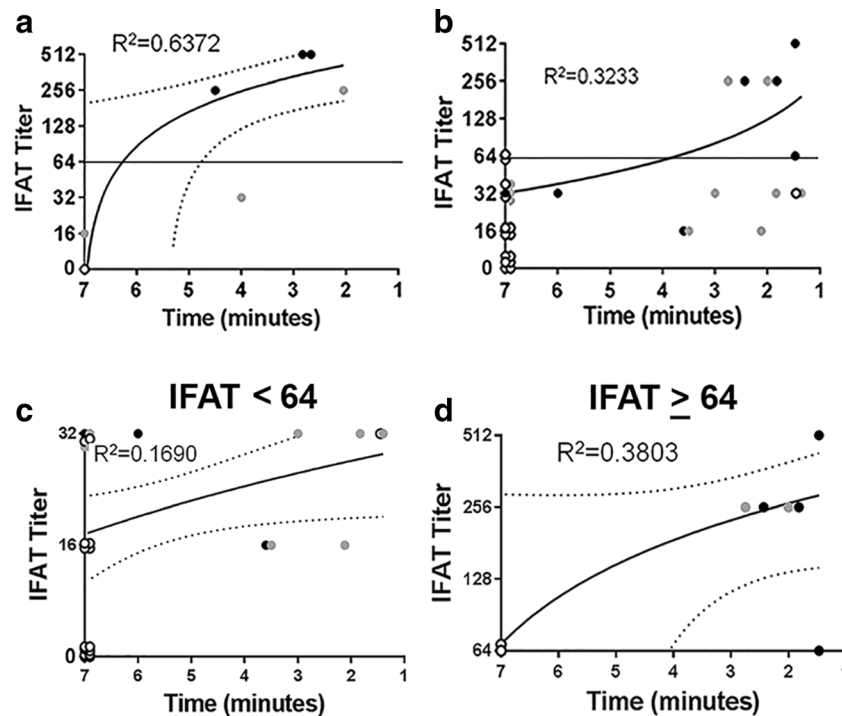 a
R²=0.6372
IFAT Titer
512
256
128
64
32
16
0
7 6 5 4 3 2 1
Time (minutes)
b
R²=0.3233
IFAT Titer
512
256
128
64
32
16
0
7 6 5 4 3 2 1
Time (minutes)
c
IFAT < 64
R²=0.1690
IFAT Titer
32
16
0
7 6 5 4 3 2 1
Time (minutes)
d
IFAT ≥ 64
R²=0.3803
IFAT Titer
512
256
128
64
7 6 5 4 3 2 1
Time (minutes)